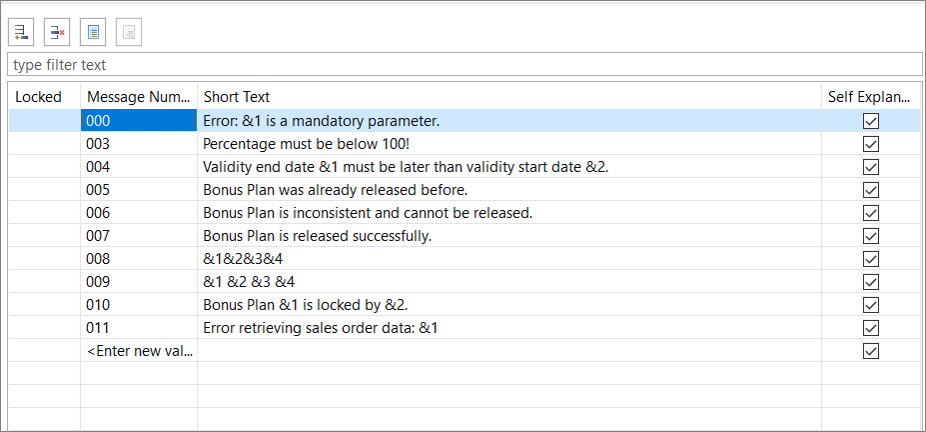 type filter text
Locked Message Num... Short Text Self Explan...
000 Error: &1 is a mandatory parameter.
003 Percentage must be below 100!
004 Validity end date &1 must be later than validity start date &2.
005 Bonus Plan was already released before.
006 Bonus Plan is inconsistent and cannot be released.
007 Bonus Plan is released successfully.
008 &1&2&3&4
009 &1 &2 &3 &4
010 Bonus Plan &1 is locked by &2.
011 Error retrieving sales order data: &1
<Enter new val...